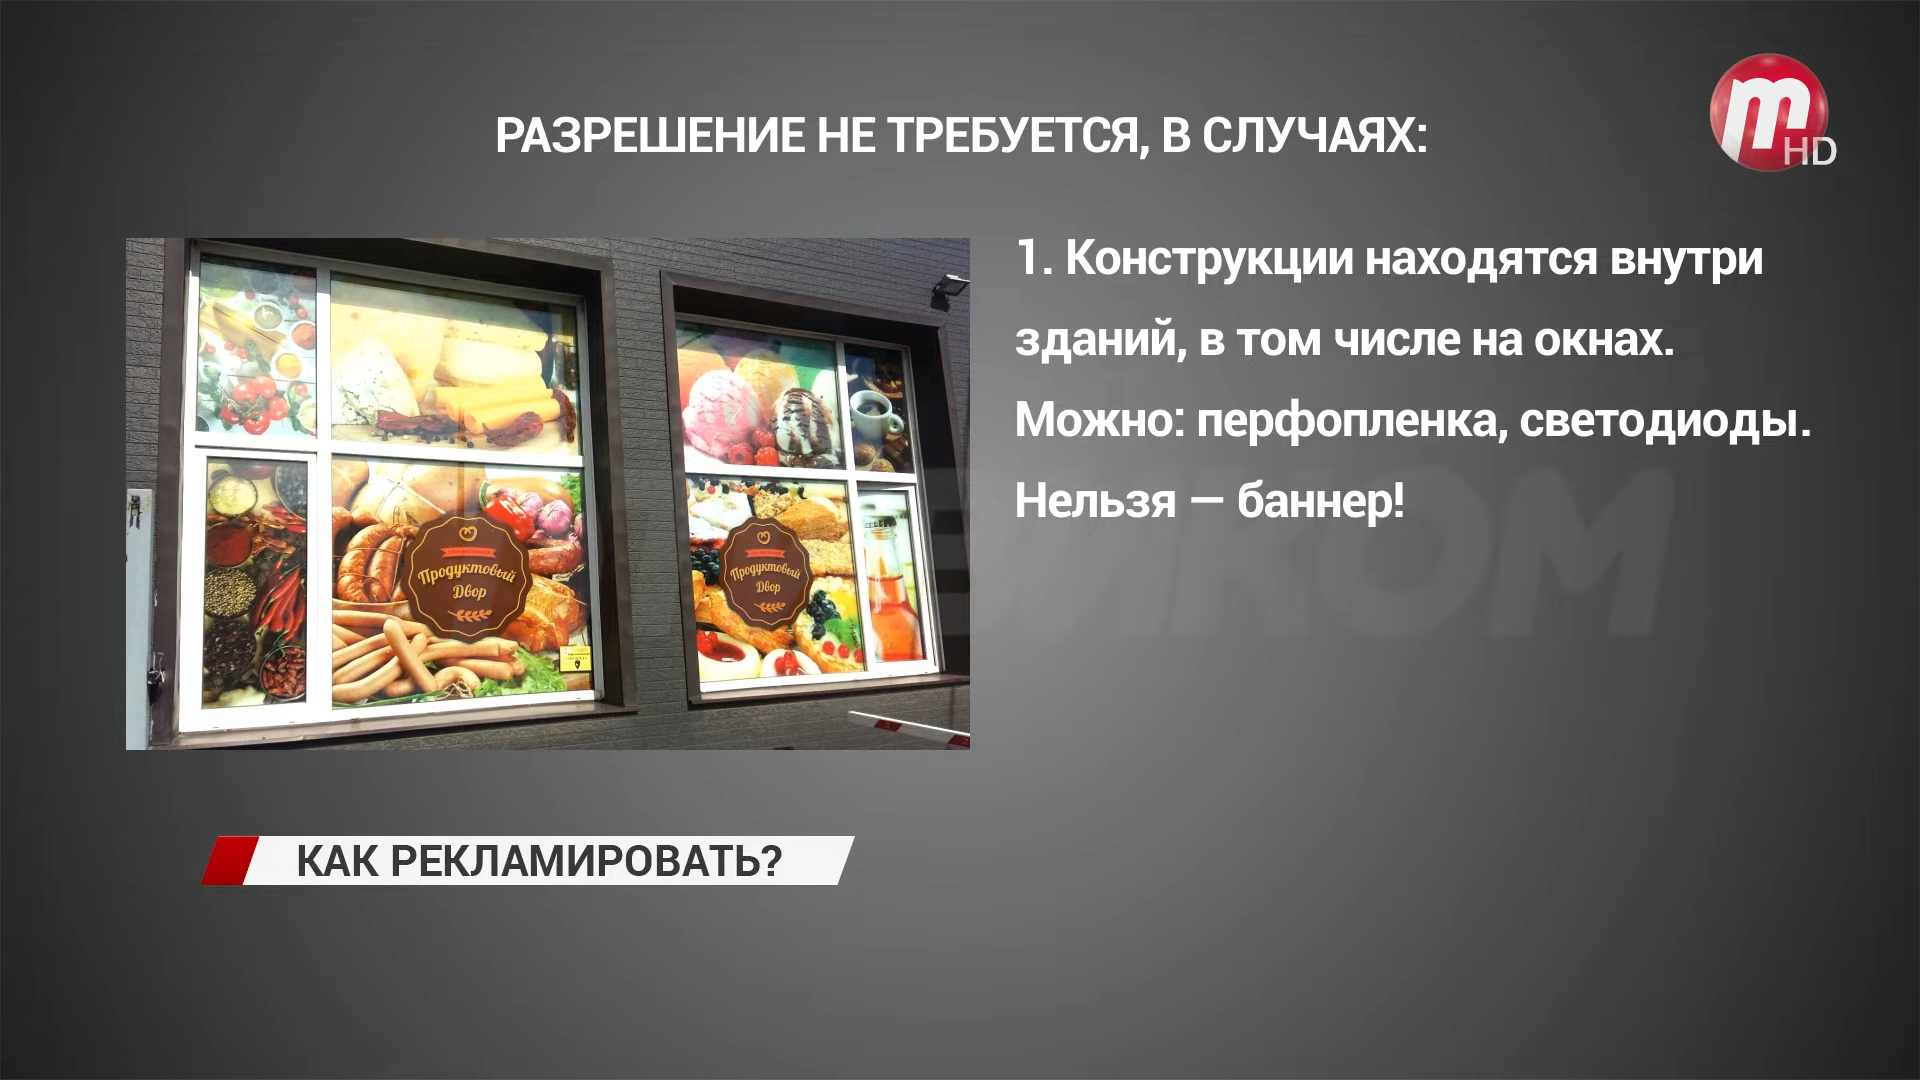 РАЗРЕШЕНИЕ НЕ ТРЕБУЕТСЯ, В СЛУЧАЯХ:
m HD
1. Конструкции находятся внутри
зданий, в том числе на окнах.
Можно: перфопленка, светодиоды.
Нельзя — баннер!
Продуктовый
Двор
Продуктовый
Двор
КАК РЕКЛАМИРОВАТЬ?